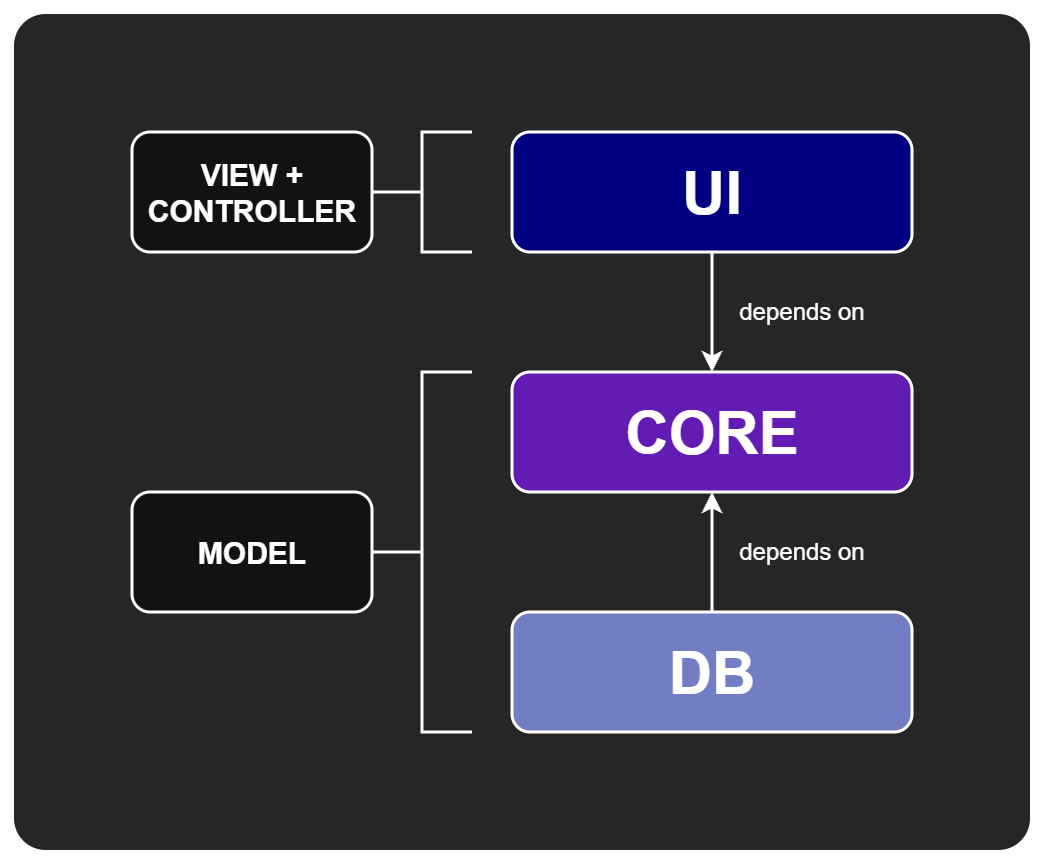 VIEW +
CONTROLLER
UI
depends on
CORE
MODEL
depends on
DB